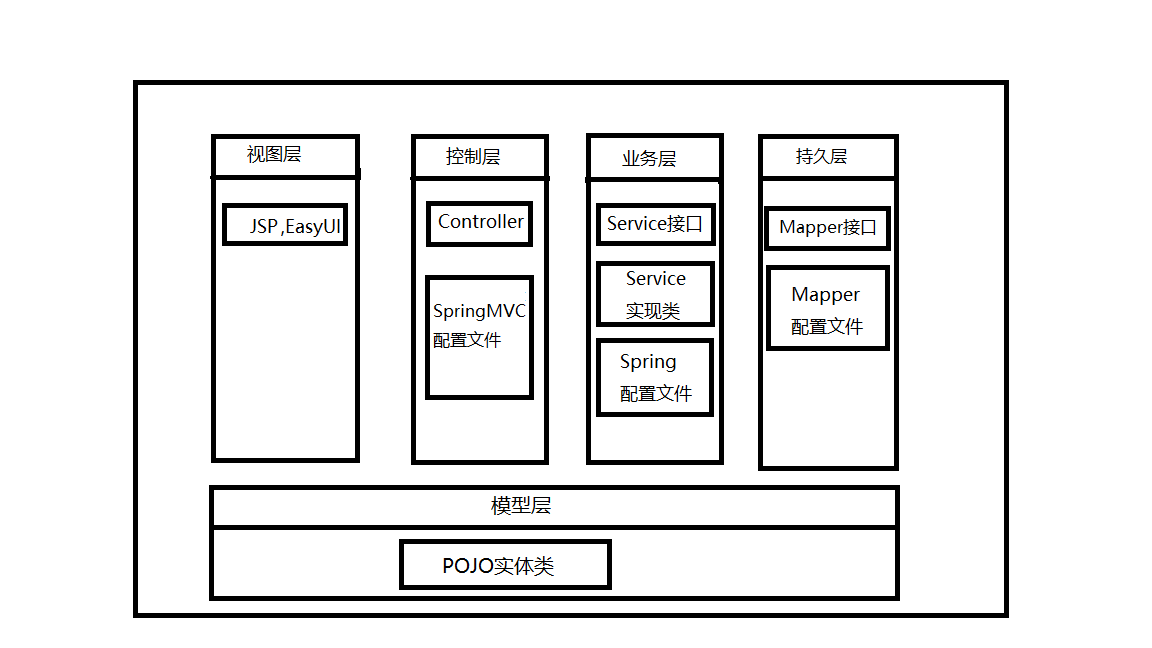 视图层
JSP,EasyUI
控制层
Controller
SpringMVC
配置文件
业务层
Service接口
Service
实现类
Spring
配置文件
持久层
Mapper接口
Mapper
配置文件
模型层
POJO实体类